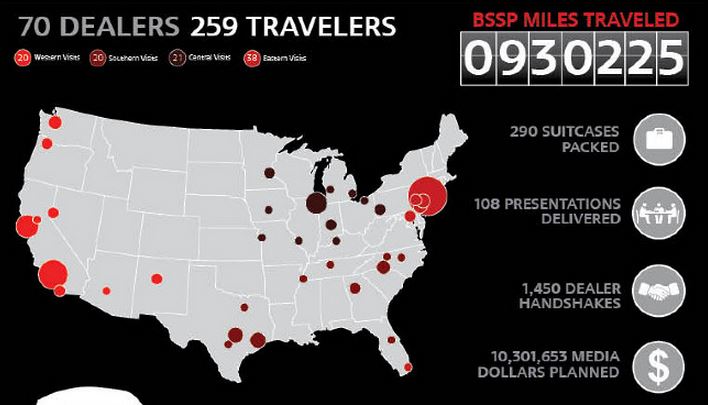 70 DEALERS 259 TRAVELERS
BSSP MILES TRAVELED
0930225
20 Western Visits 20 Southern Visits 21 Central Visits 38 Eastern Visits
290 SUITCASES
PACKED
108 PRESENTATIONS
DELIVERED
1,450 DEALER
HANDSHAKES
10,301,653 MEDIA
DOLLARS PLANNED
$